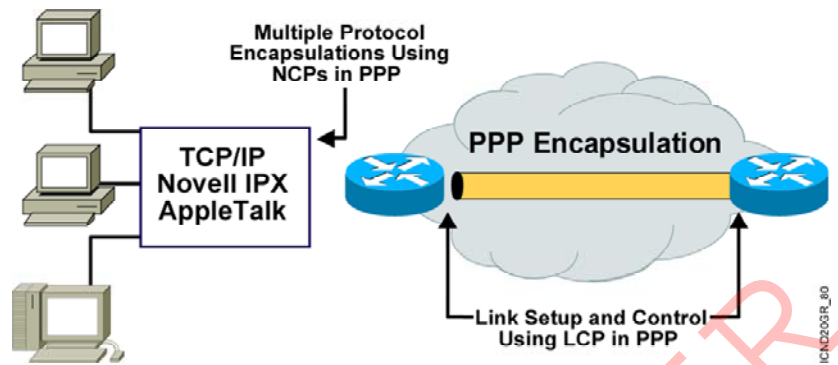 Multiple Protocol
Encapsulations Using
NCPs in PPP
TCP/IP
Novell IPX
AppleTalk
PPP Encapsulation
Link Setup and Control
Using LCP in PPP
ICND20GR_80